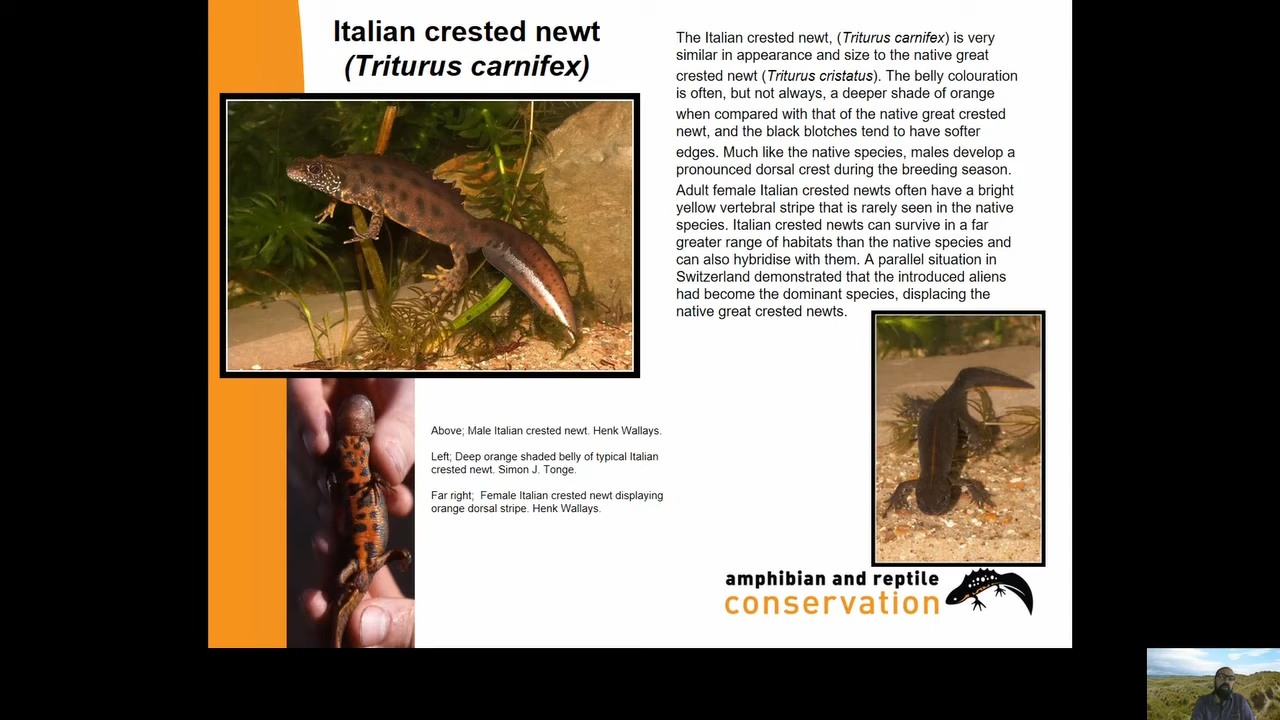 Italian crested newt
(Triturus carnifex)
The Italian crested newt, (Triturus carnifex) is very
similar in appearance and size to the native great
crested newt (Triturus cristatus). The belly colouration
is often, but not always, a deeper shade of orange
when compared with that of the native great crested
newt, and the black blotches tend to have softer
edges. Much like the native species, males develop a
pronounced dorsal crest during the breeding season.
Adult female Italian crested newts often have a bright
yellow vertebral stripe that is rarely seen in the native
species. Italian crested newts can survive in a far
greater range of habitats than the native species and
can also hybridise with them. A parallel situation in
Switzerland demonstrated that the introduced aliens
had become the dominant species, displacing the
native great crested newts.
Above; Male Italian crested newt. Henk Wallays.
Left; Deep orange shaded belly of typical Italian
crested newt. Simon J. Tonge.
Far right; Female Italian crested newt displaying
orange dorsal stripe. Henk Wallays.
amphibian and reptile
conservation